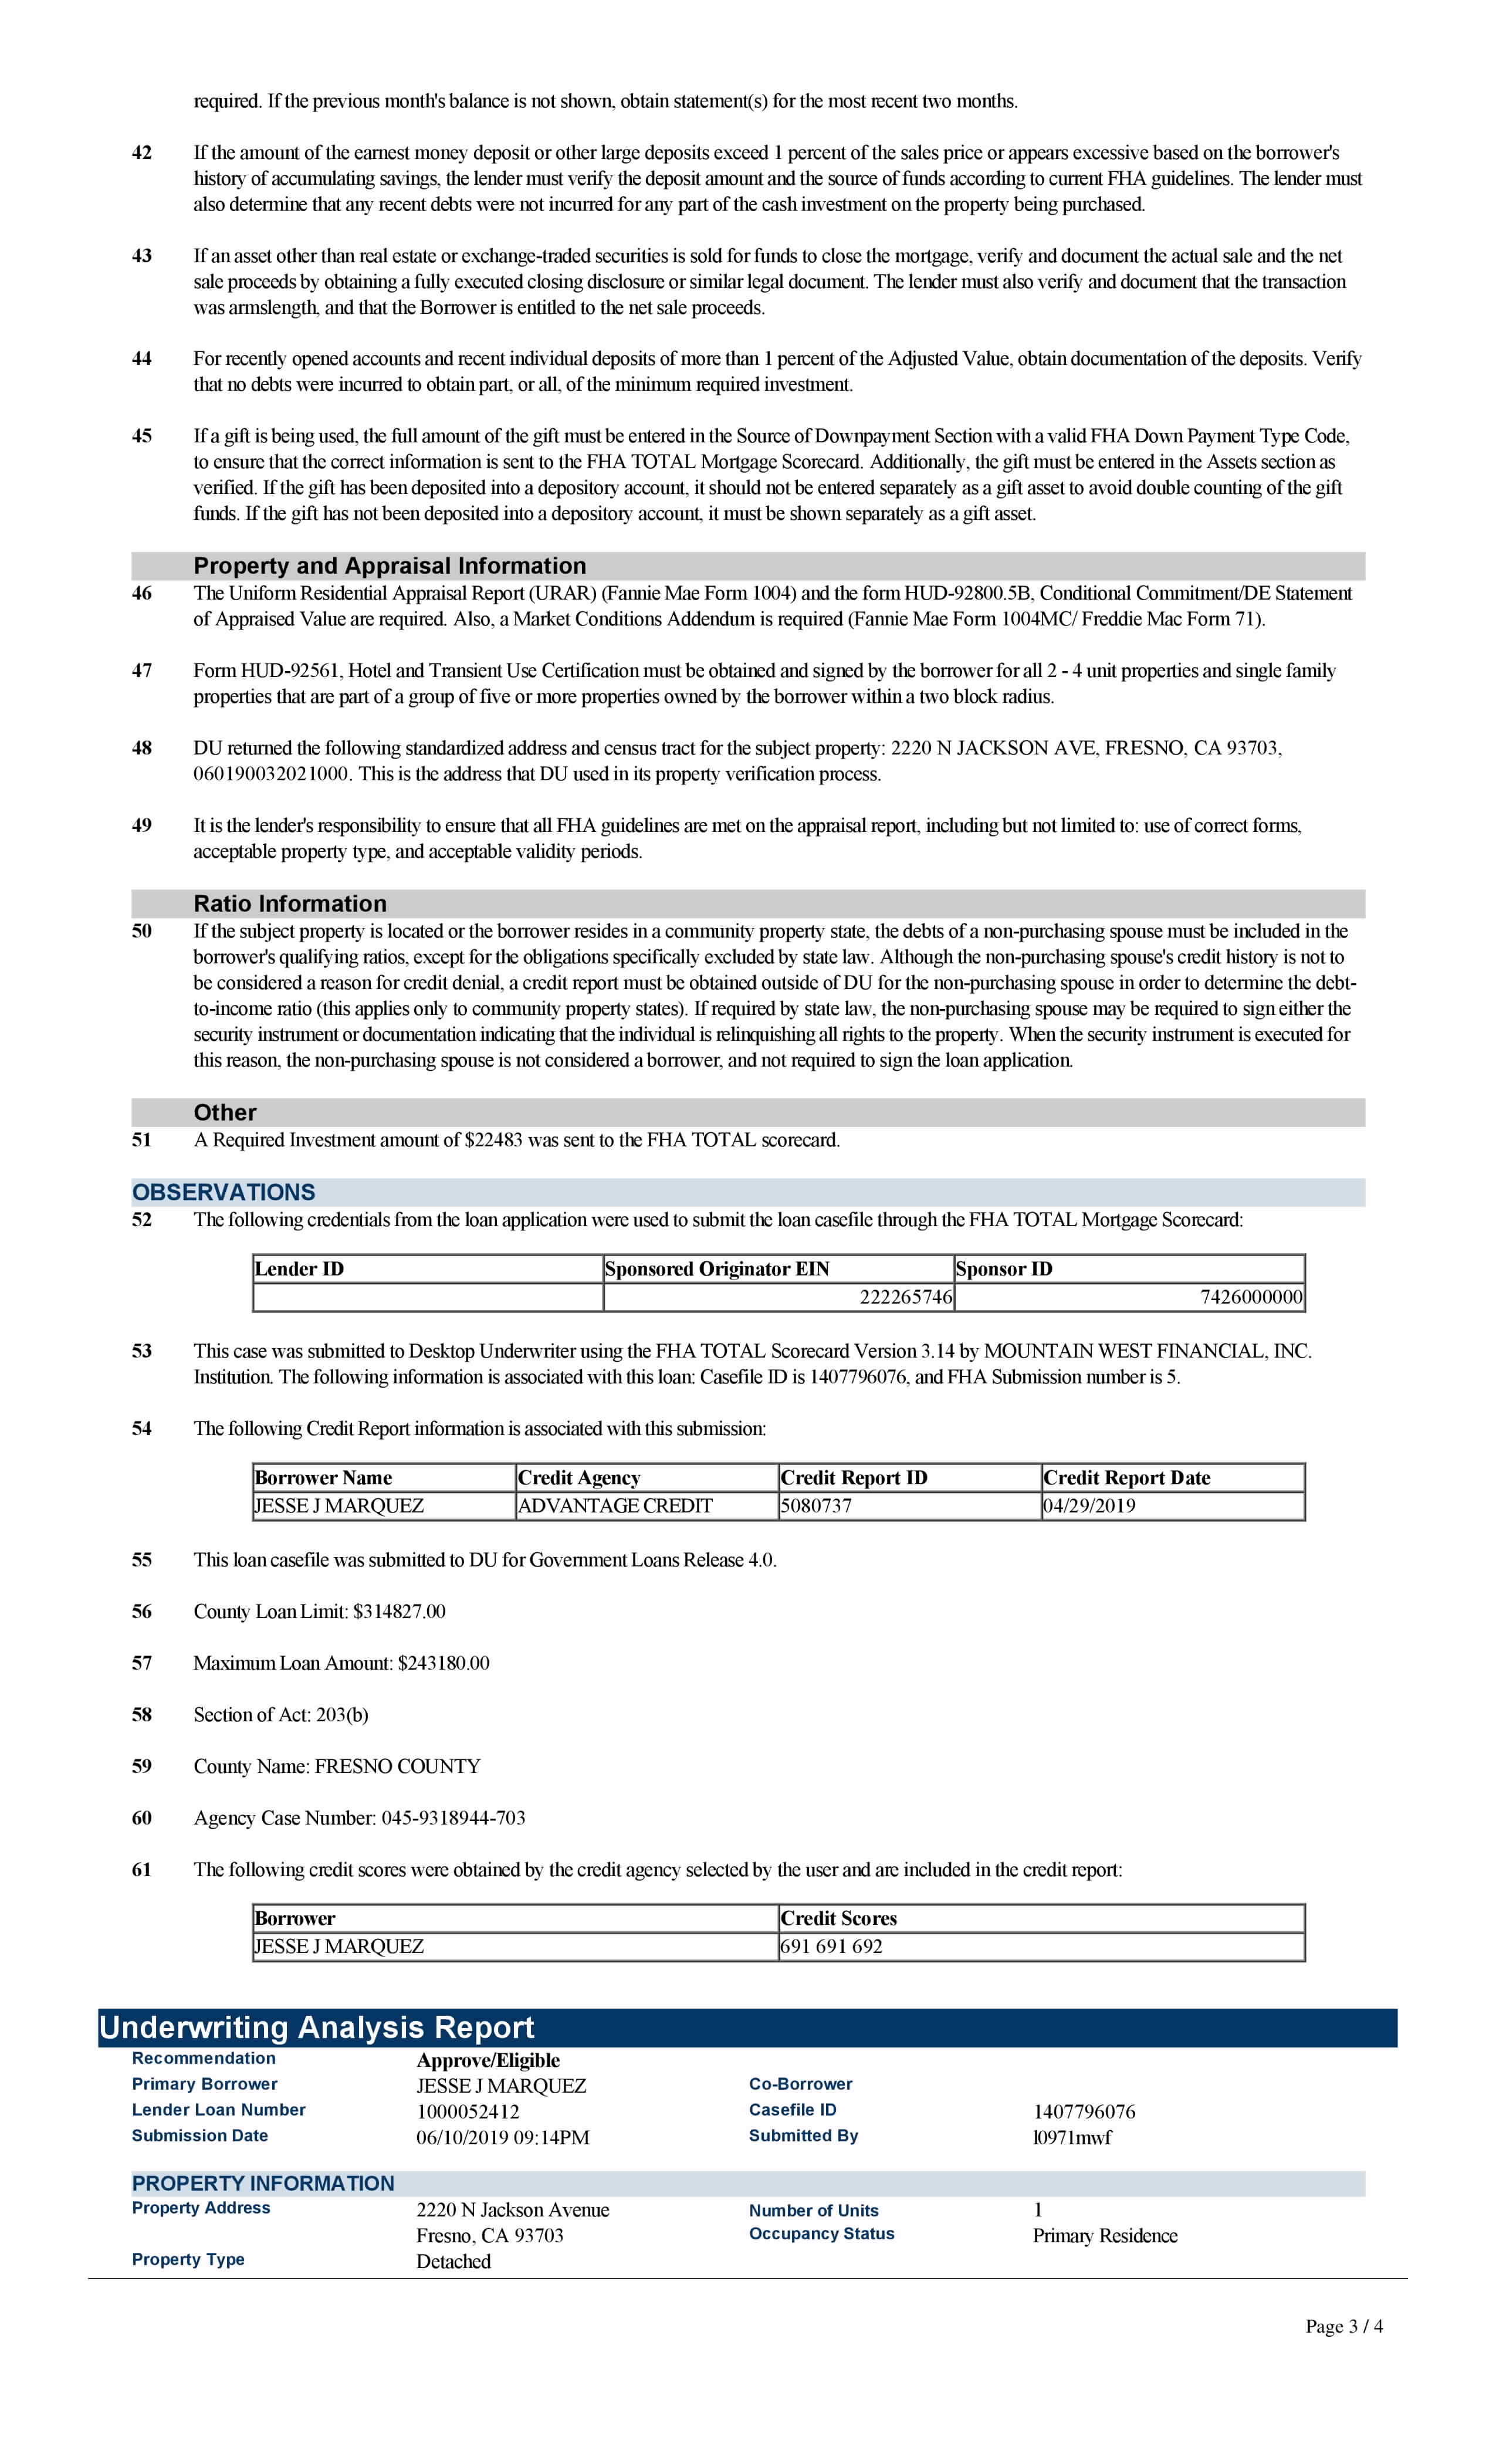 required. If the previous month's balance is not shown, obtain statement(s) for the most recent two months.
42 If the amount of the earnest money deposit or other large deposits exceed 1 percent of the sales price or appears excessive based on the borrower's
history of accumulating savings, the lender must verify the deposit amount and the source of funds according to current FHA guidelines. The lender must
also determine that any recent debts were not incurred for any part of the cash investment on the property being purchased.
43 If an asset other than real estate or exchange-traded securities is sold for funds to close the mortgage, verify and document the actual sale and the net
sale proceeds by obtaining a fully executed closing disclosure or similar legal document. The lender must also verify and document that the transaction
was armslength, and that the Borrower is entitled to the net sale proceeds.
44 For recently opened accounts and recent individual deposits of more than 1 percent of the Adjusted Value, obtain documentation of the deposits. Verify
that no debts were incurred to obtain part, or all, of the minimum required investment.
45 If a gift is being used, the full amount of the gift must be entered in the Source of Downpayment Section with a valid FHA Down Payment Type Code,
to ensure that the correct information is sent to the FHA TOTAL Mortgage Scorecard. Additionally, the gift must be entered in the Assets section as
verified. If the gift has been deposited into a depository account, it should not be entered separately as a gift asset to avoid double counting of the gift
funds. If the gift has not been deposited into a depository account, it must be shown separately as a gift asset.
Property and Appraisal Information
46 The Uniform Residential Appraisal Report (URAR) (Fannie Mae Form 1004) and the form HUD-92800.5B, Conditional Commitment/DE Statement
of Appraised Value are required. Also, a Market Conditions Addendum is required (Fannie Mae Form 1004MC/ Freddie Mac Form 71).
47 Form HUD-92561, Hotel and Transient Use Certification must be obtained and signed by the borrower for all 2 - 4 unit properties and single family
properties that are part of a group of five or more properties owned by the borrower within a two block radius.
48 DU returned the following standardized address and census tract for the subject property: 2220 N JACKSON AVE, FRESNO, CA 93703,
060190032021000. This is the address that DU used in its property verification process.
49 It is the lender's responsibility to ensure that all FHA guidelines are met on the appraisal report, including but not limited to: use of correct forms,
acceptable property type, and acceptable validity periods.
Ratio Information
50 If the subject property is located or the borrower resides in a community property state, the debts of a non-purchasing spouse must be included in the
borrower's qualifying ratios, except for the obligations specifically excluded by state law. Although the non-purchasing spouse's credit history is not to
be considered a reason for credit denial, a credit report must be obtained outside of DU for the non-purchasing spouse in order to determine the debt-
to-income ratio (this applies only to community property states). If required by state law, the non-purchasing spouse may be required to sign either the
security instrument or documentation indicating that the individual is relinquishing all rights to the property. When the security instrument is executed for
this reason, the non-purchasing spouse is not considered a borrower, and not required to sign the loan application.
Other
51 A Required Investment amount of $22483 was sent to the FHA TOTAL scorecard.
OBSERVATIONS
52 The following credentials from the loan application were used to submit the loan casefile through the FHA TOTAL Mortgage Scorecard:
Lender ID Sponsored Originator EIN Sponsor ID
222265746 7426000000
53 This case was submitted to Desktop Underwriter using the FHA TOTAL Scorecard Version 3.14 by MOUNTAIN WEST FINANCIAL, INC.
Institution. The following information is associated with this loan: Casefile ID is 1407796076, and FHA Submission number is 5.
54 The following Credit Report information is associated with this submission:
Borrower Name Credit Agency Credit Report ID Credit Report Date
JESSE J MARQUEZ ADVANTAGE CREDIT 5080737 04/29/2019
55 This loan casefile was submitted to DU for Government Loans Release 4.0.
56 County Loan Limit: $314827.00
57 Maximum Loan Amount: $243180.00
58 Section of Act: 203(b)
59 County Name: FRESNO COUNTY
60 Agency Case Number: 045-9318944-703
61 The following credit scores were obtained by the credit agency selected by the user and are included in the credit report:
Borrower Credit Scores
JESSE J MARQUEZ 691 691 692
Underwriting Analysis Report
Recommendation Approve/Eligible
Primary Borrower JESSE J MARQUEZ Co-Borrower
Lender Loan Number 1000052412 Casefile ID 1407796076
Submission Date 06/10/2019 09:14PM Submitted By l0971mwf
PROPERTY INFORMATION
Property Address 2220 N Jackson Avenue Number of Units 1
Fresno, CA 93703 Occupancy Status Primary Residence
Property Type Detached
Page 3 / 4